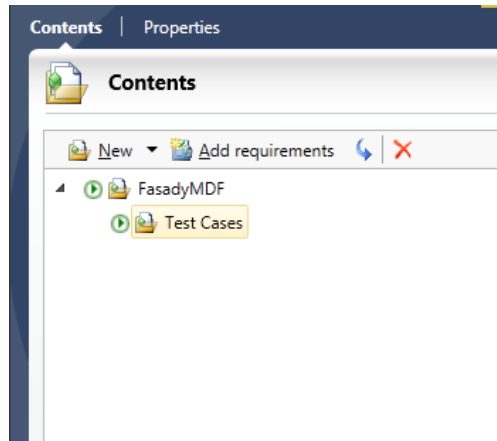 Contents | Properties
Contents
New Add requirements
FasadyMDF
Test Cases